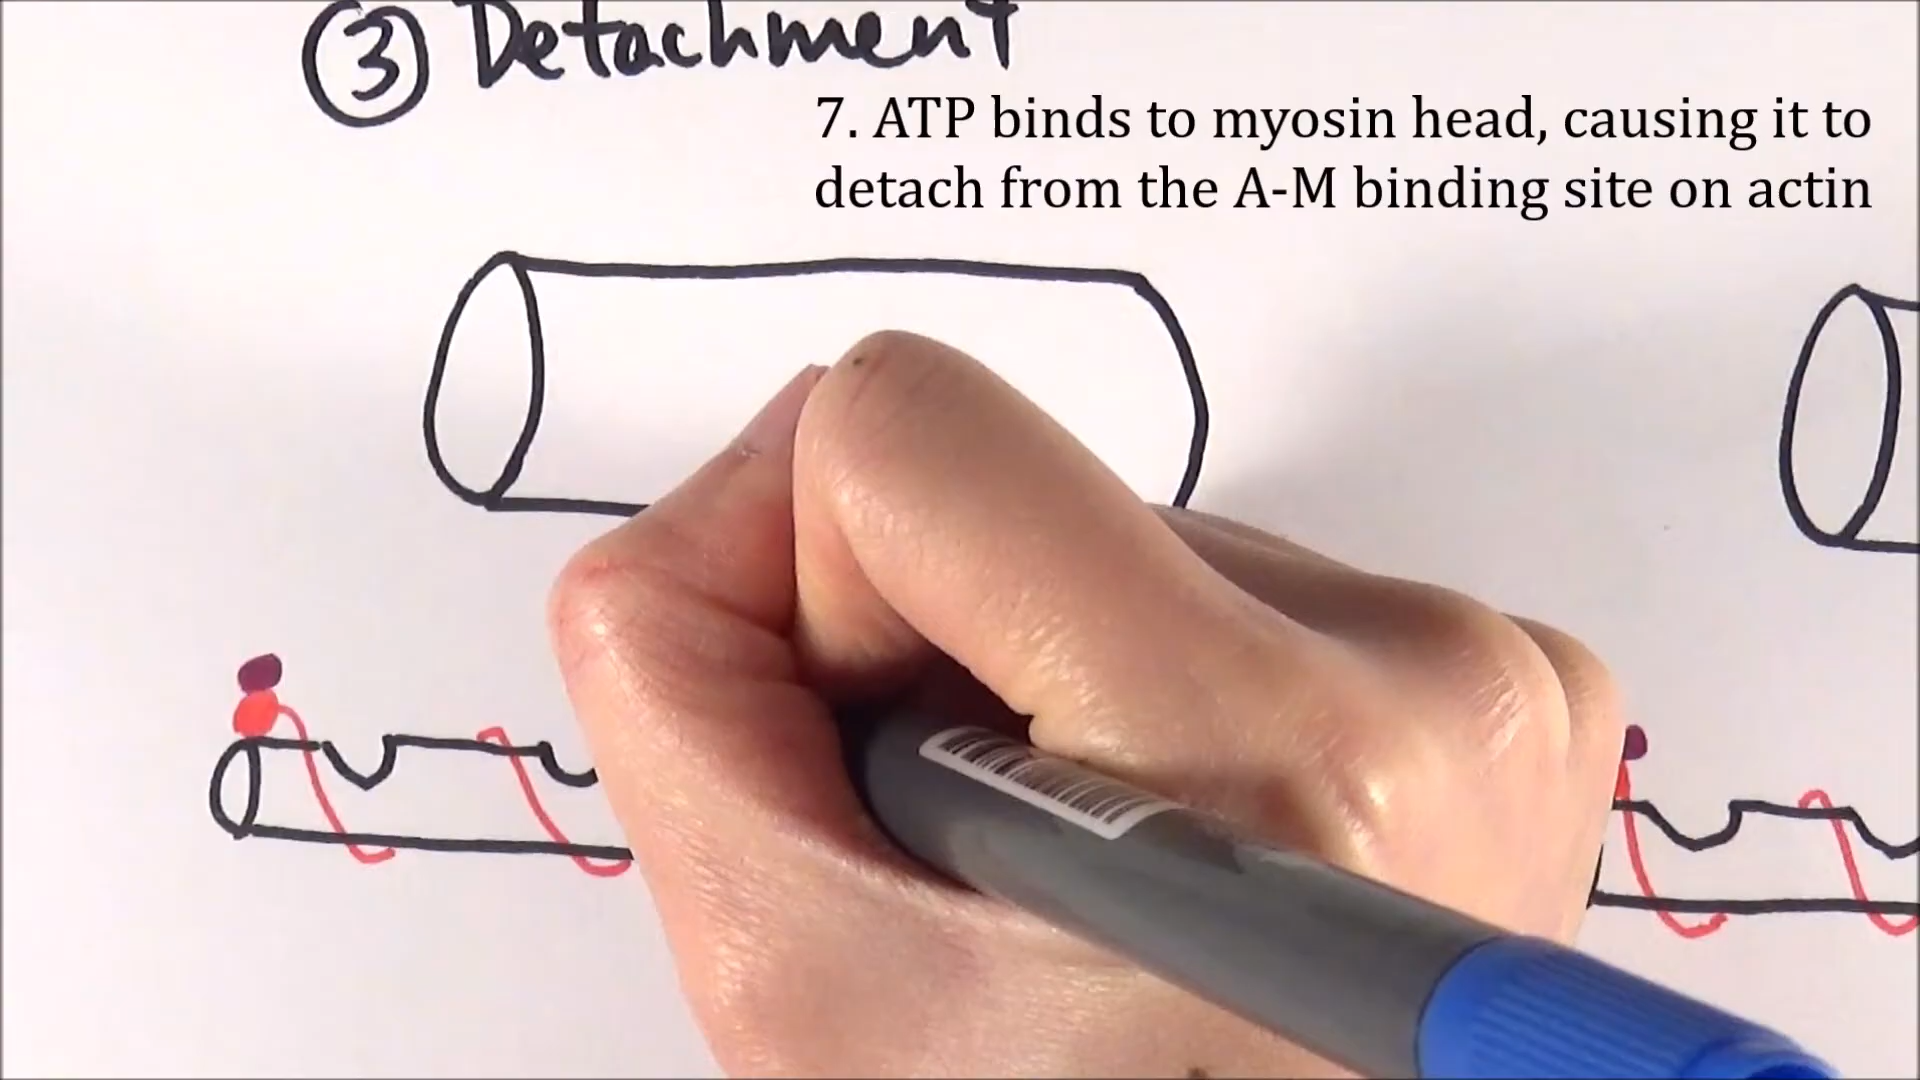 ③ Detachment
7. ATP binds to myosin head, causing it to
detach from the A-M binding site on actin